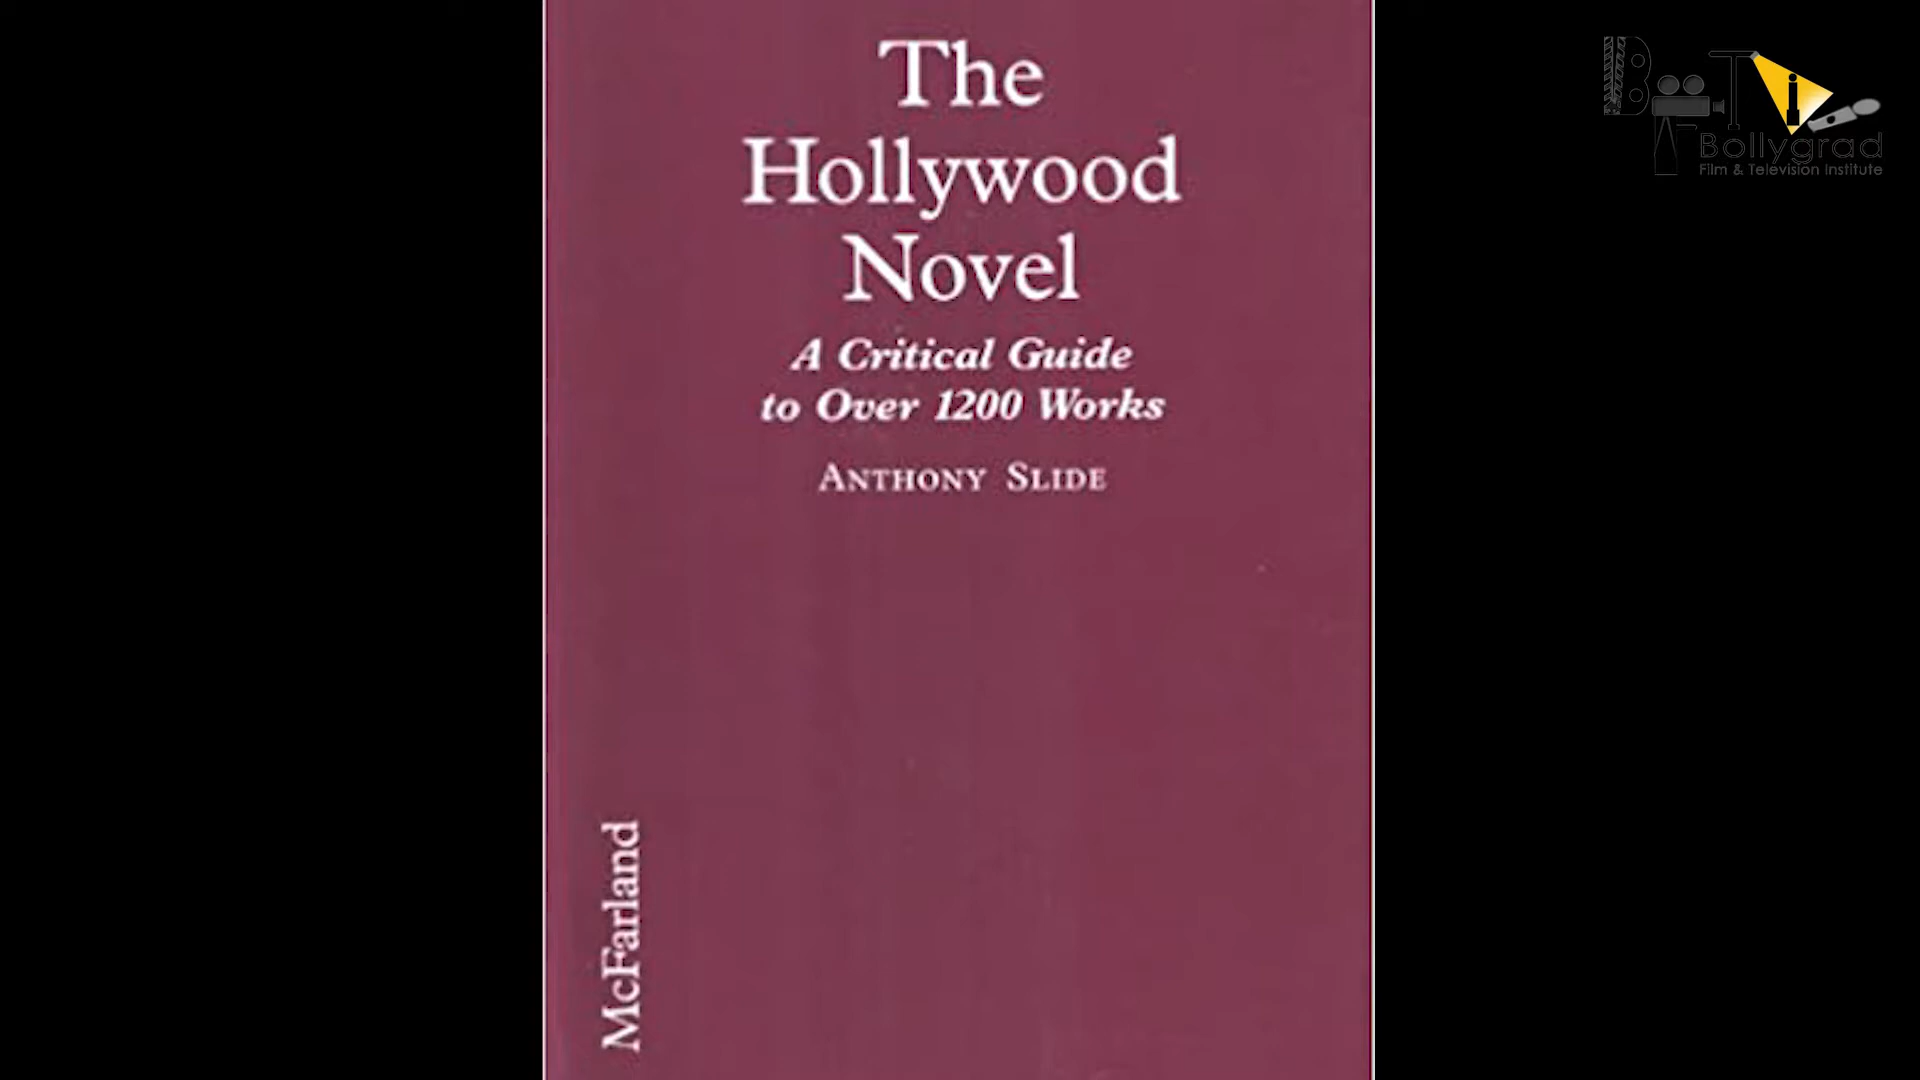 The
Hollywood
Novel
A Critical Guide
to Over 1200 Works
ANTHONY SLIDE
McFarland
Bollygrad
Film & Television Institute